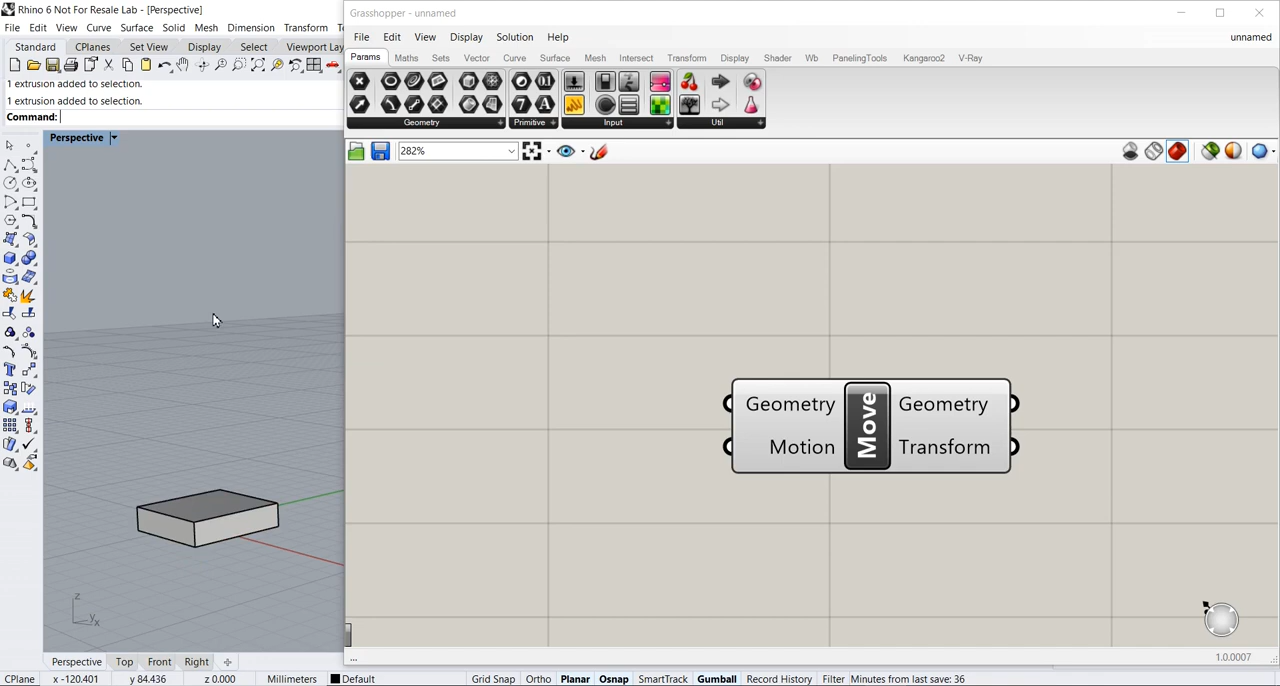 Rhino 6 Not For Resale Lab - [Perspective]
File Edit View Curve Surface Solid Mesh Dimension Transform
Standard CPlanes Set View Display Select Viewport Lay
1 extrusion added to selection.
1 extrusion added to selection.
Command:
Perspective
z
y
x
Perspective Top Front Right
Grasshopper - unnamed
File Edit View Display Solution Help
unnamed
Params Maths Sets Vector Curve Surface Mesh Intersect Transform Display Shader Wb PanelingTools Kangaroo2 V-Ray
Geometry Primitive Input Util
282%
Geometry Move Geometry
Motion Transform
...
1.0.0007
CPlane x -120.401 y 84.436 z 0.000 Millimeters Default Grid Snap Ortho Planar Osnap SmartTrack Gumball Record History Filter Minutes from last save: 36